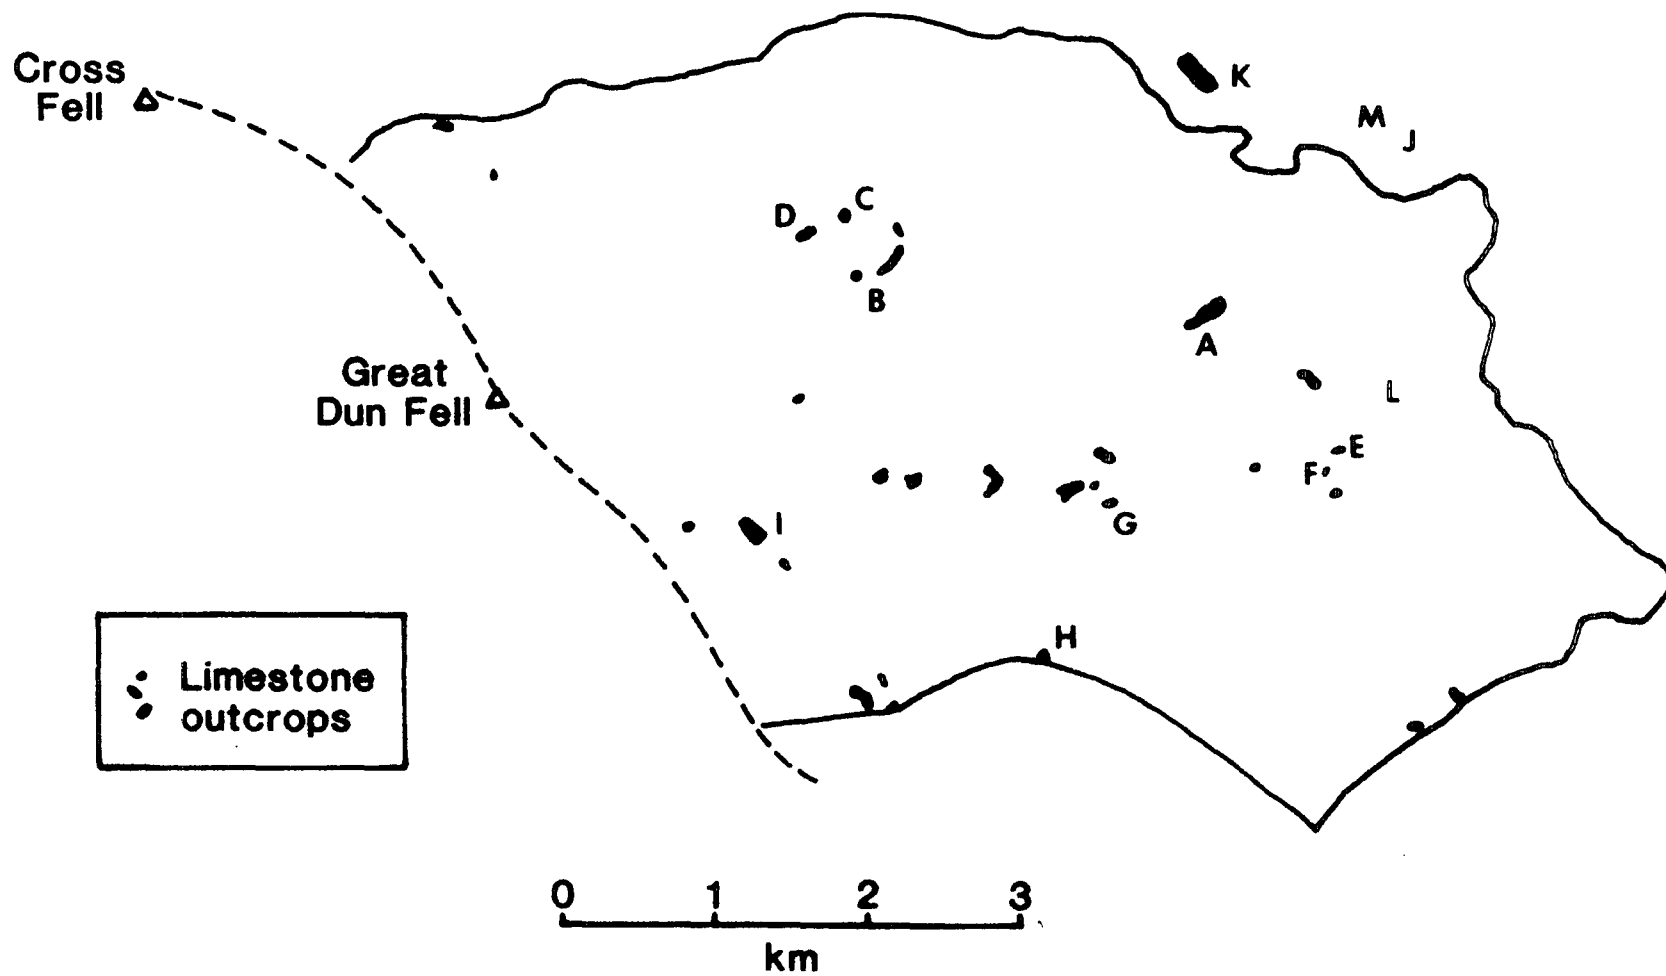 Cross
Fell
K
M
J
C
D
B
A
Great
Dun Fell
L
E
F
G
I
H
Limestone
outcrops
0 1 2 3
km